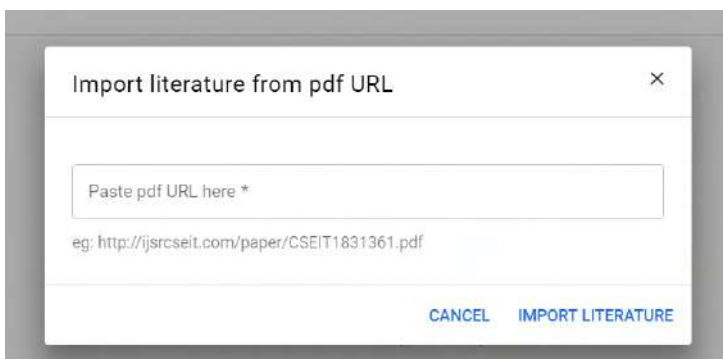 Import literature from pdf URL
Paste pdf URL here *
eg: http://ijsrcseit.com/paper/CSEIT1831361.pdf
CANCEL IMPORT LITERATURE